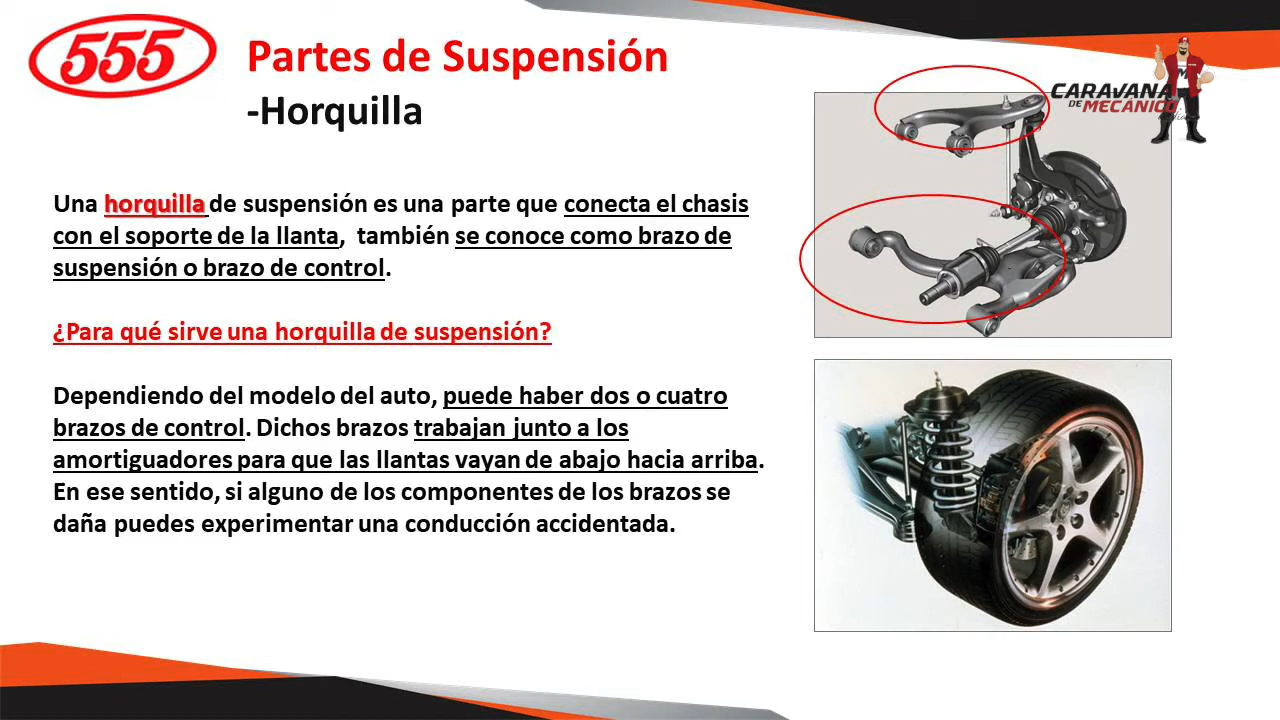 555
Partes de Suspensión
-Horquilla
CARAVANA
DE MECÁNICO
Una horquilla de suspensión es una parte que conecta el chasis
con el soporte de la llanta, también se conoce como brazo de
suspensión o brazo de control.
¿Para qué sirve una horquilla de suspensión?
Dependiendo del modelo del auto, puede haber dos o cuatro
brazos de control. Dichos brazos trabajan junto a los
amortiguadores para que las llantas vayan de abajo hacia arriba.
En ese sentido, si alguno de los componentes de los brazos se
daña puedes experimentar una conducción accidentada.